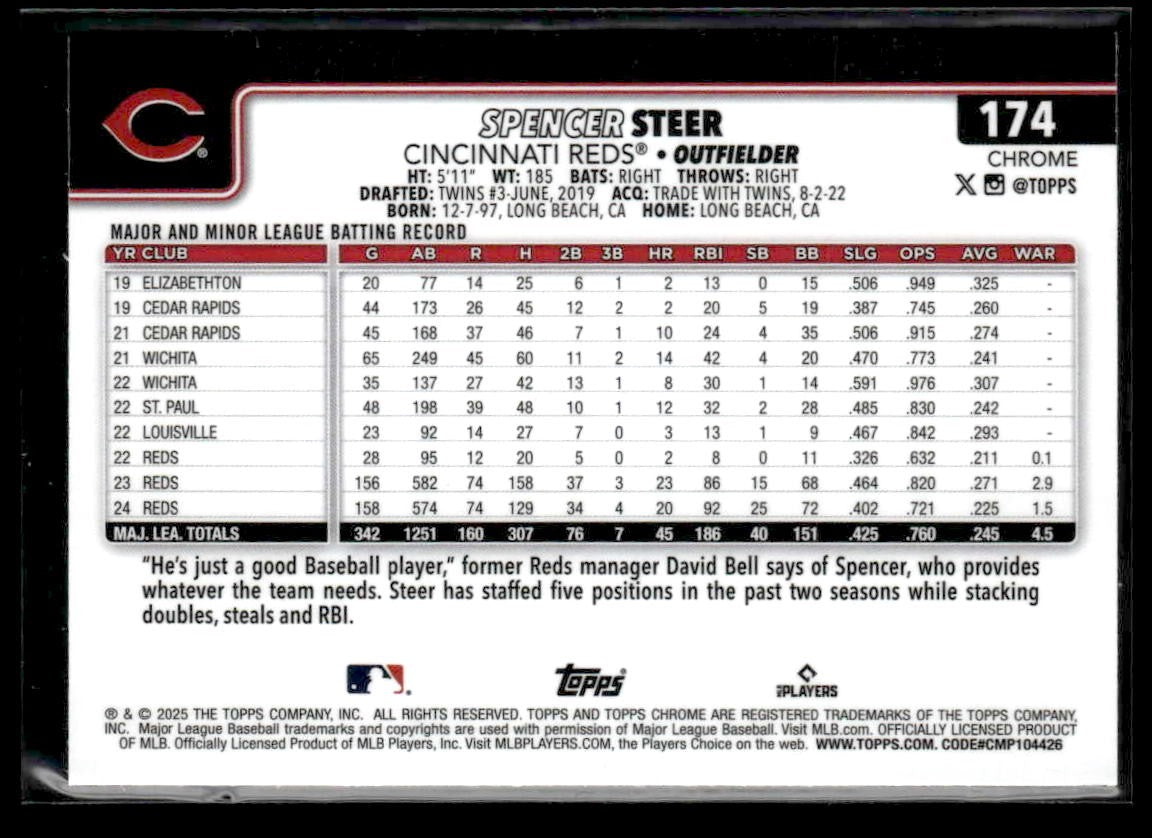 SPENCER STEER
174
CINCINNATI REDS® • OUTFIELDER
CHROME
HT: 5'11" WT: 185 BATS: RIGHT THROWS: RIGHT
@TOPPS
DRAFTED: TWINS #3-JUNE, 2019 ACQ: TRADE WITH TWINS, 8-2-22
BORN: 12-7-97, LONG BEACH, CA HOME: LONG BEACH, CA
MAJOR AND MINOR LEAGUE BATTING RECORD
YR CLUB G AB R H 2B 3B HR RBI SB BB SLG OPS AVG WAR
19 ELIZABETHTON 20 77 14 25 6 1 2 13 0 15 .506 .949 .325 -
19 CEDAR RAPIDS 44 173 26 45 12 2 2 20 5 19 .387 .745 .260 -
21 CEDAR RAPIDS 45 168 37 46 7 1 10 24 4 35 .506 .915 .274 -
21 WICHITA 65 249 45 60 11 2 14 42 4 20 .470 .773 .241 -
22 WICHITA 35 137 27 42 13 1 8 30 1 14 .591 .976 .307 -
22 ST. PAUL 48 198 39 48 10 1 12 32 2 28 .485 .830 .242 -
22 LOUISVILLE 23 92 14 27 7 0 3 13 1 9 .467 .842 .293 -
22 REDS 28 95 12 20 5 0 2 8 0 11 .326 .632 .211 0.1
23 REDS 156 582 74 158 37 3 23 86 15 68 .464 .820 .271 2.9
24 REDS 158 574 74 129 34 4 20 92 25 72 .402 .721 .225 1.5
MAJ. LEA. TOTALS 342 1251 160 307 76 7 45 186 40 151 .425 .760 .245 4.5
"He's just a good Baseball player," former Reds manager David Bell says of Spencer, who provides
whatever the team needs. Steer has staffed five positions in the past two seasons while stacking
doubles, steals and RBI.
Topps®
MLB PLAYERS
® & © 2025 THE TOPPS COMPANY, INC. ALL RIGHTS RESERVED. TOPPS AND TOPPS CHROME ARE REGISTERED TRADEMARKS OF THE TOPPS COMPANY,
INC. Major League Baseball trademarks and copyrights are used with permission of Major League Baseball. Visit MLB.com. OFFICIALLY LICENSED PRODUCT
OF MLB. Officially Licensed Product of MLB Players, Inc. Visit MLBPLAYERS.COM, the Players Choice on the web. WWW.TOPPS.COM. CODE#CMP104426